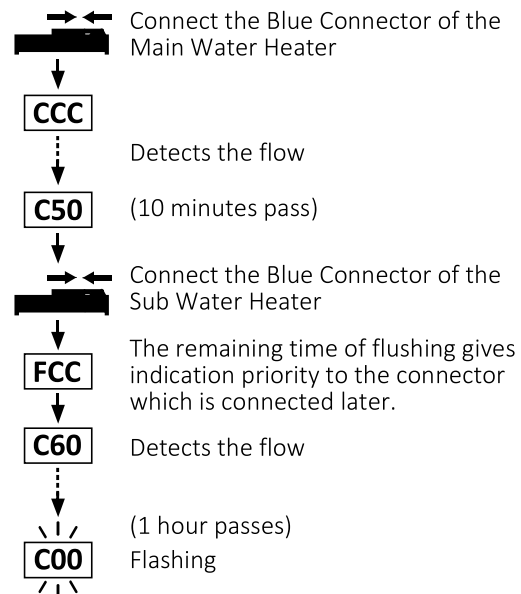 Connect the Blue Connector of the
Main Water Heater
CCC
Detects the flow
C50
(10 minutes pass)
Connect the Blue Connector of the
Sub Water Heater
FCC
The remaining time of flushing gives
indication priority to the connector
which is connected later.
C60
Detects the flow
(1 hour passes)
C00
Flashing